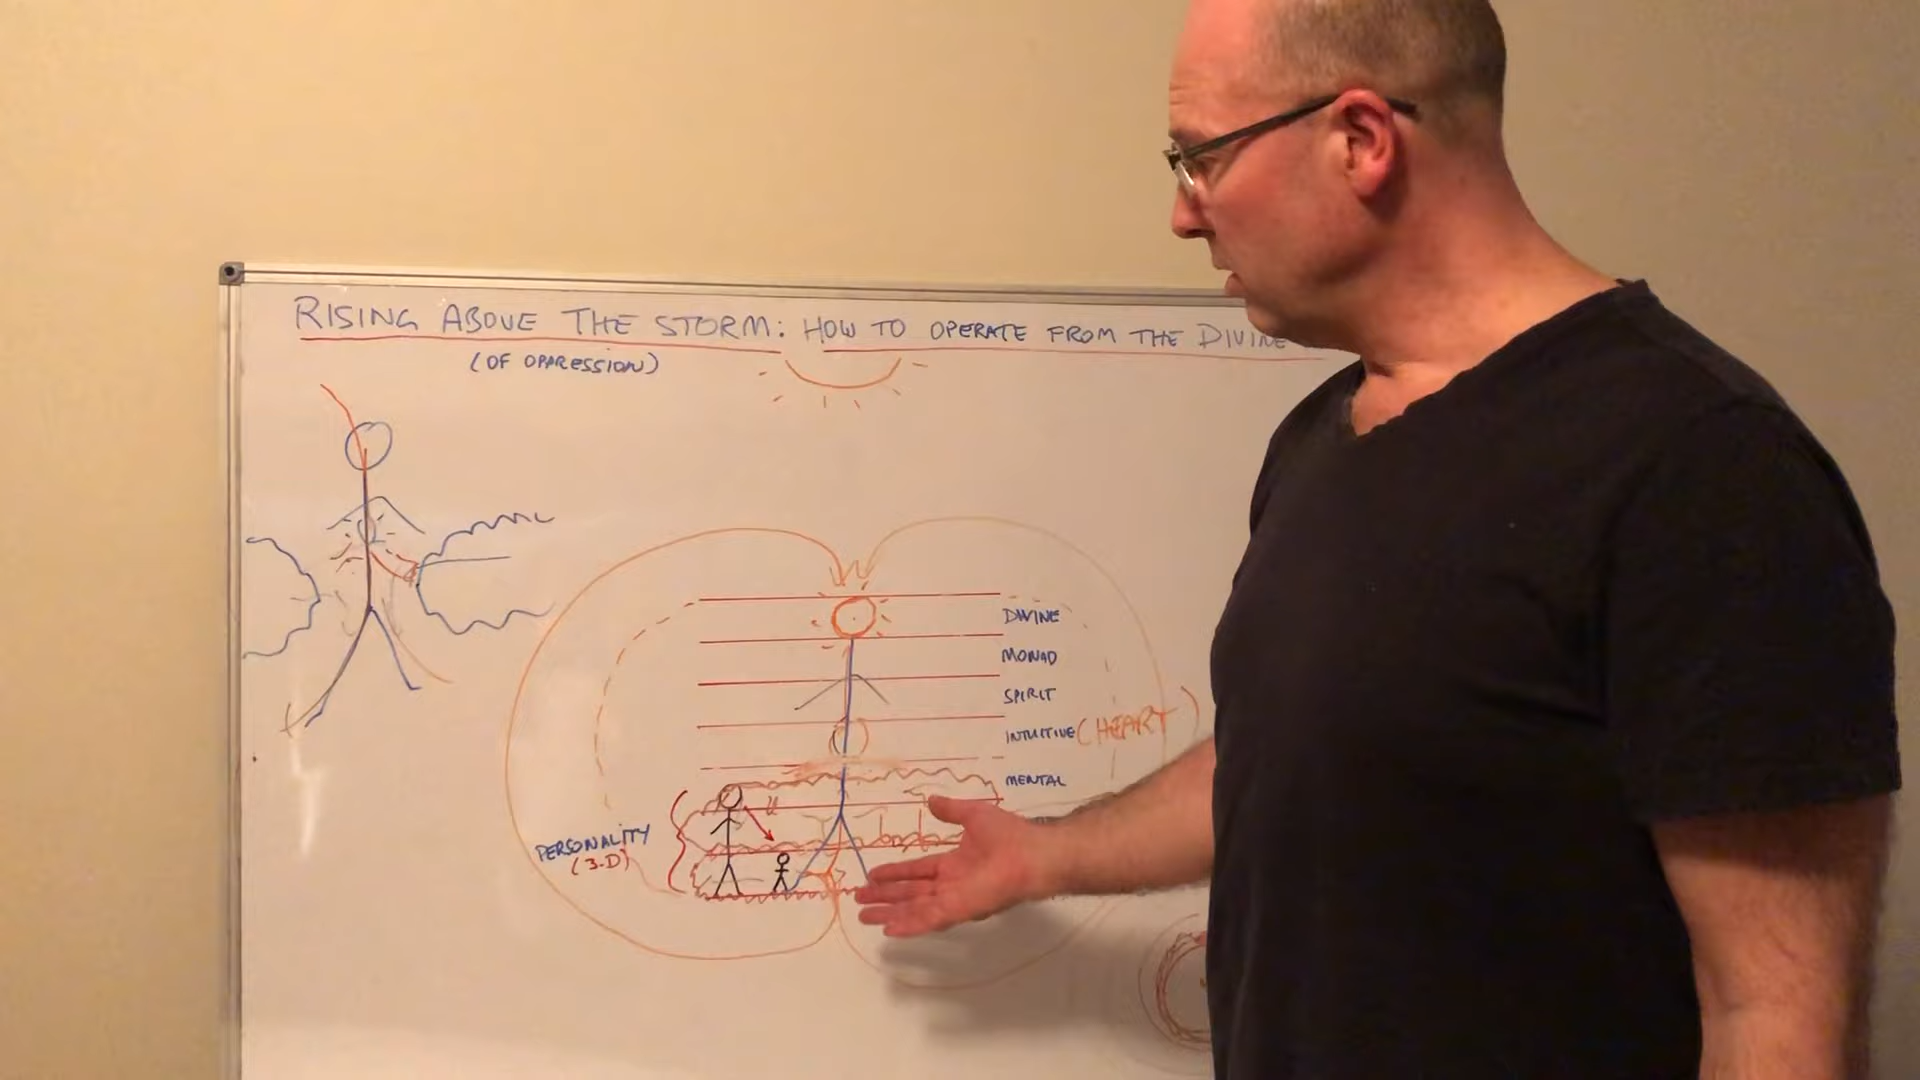 RISING ABOVE THE STORM: HOW TO OPERATE FROM THE DIVINE
(OF OPPRESSION)
DIVINE
MONAD
SPIRIT
INTUITIVE (HEART)
MENTAL
PERSONALITY
(3-D)